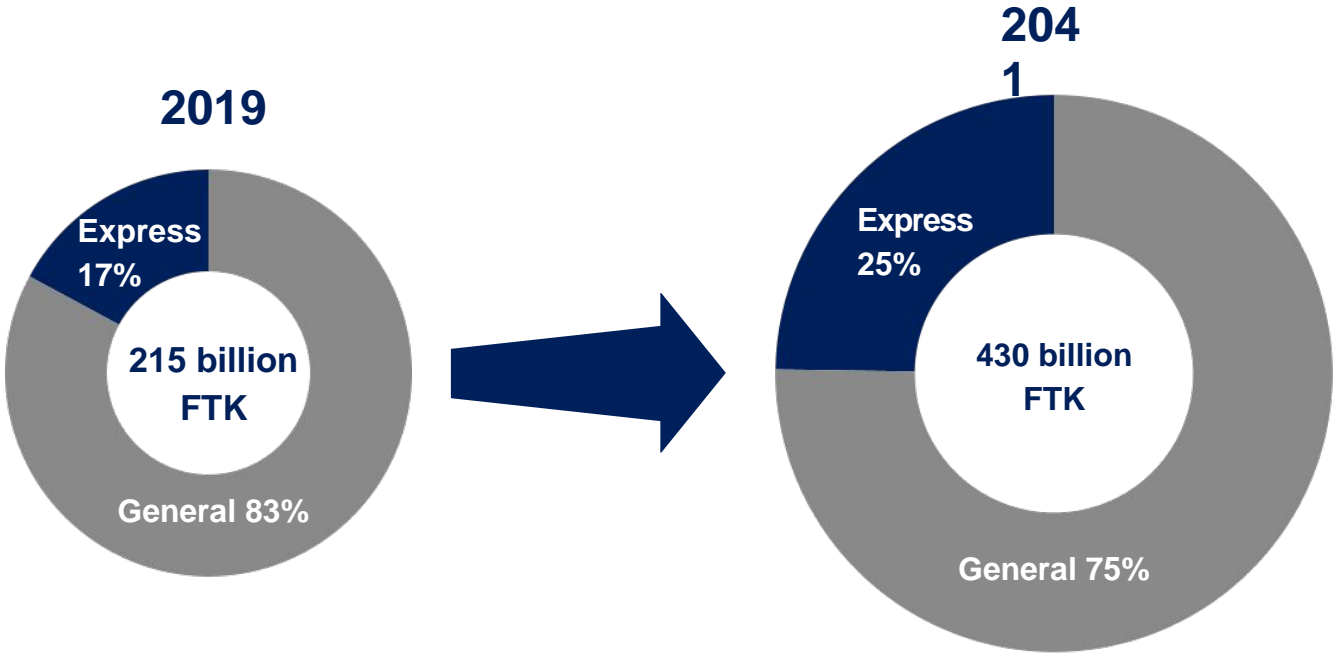 2019
Express
17%
215 billion
FTK
General 83%
204
1
Express
25%
430 billion
FTK
General 75%